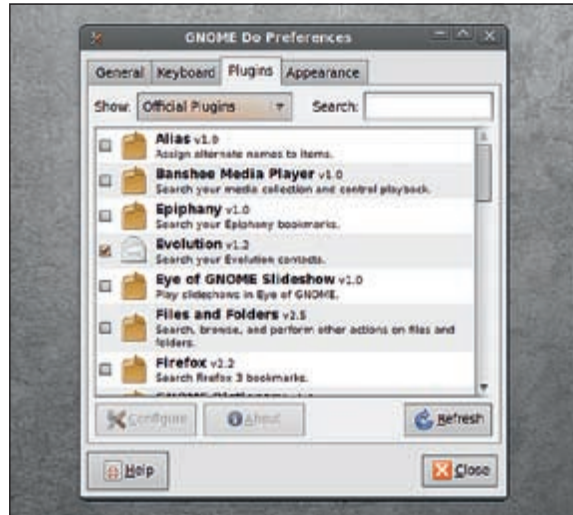 GNOME Do Preferences
General Keyboard Plugins Appearance
Show: Official Plugins Search:
Alias v1.0
Assign alternate names to items.
Banshee Media Player v1.0
Search your media collection and control playback.
Epiphany v1.0
Search your Epiphany bookmarks.
Evolution v1.2
Search your Evolution contacts.
Eye of GNOME Slideshow v1.0
Play slideshows in Eye of GNOME.
Files and Folders v2.5
Search, browse, and perform other actions on files and
folders.
Firefox v2.2
Search Firefox 3 bookmarks.
Configure About Refresh
Help Close